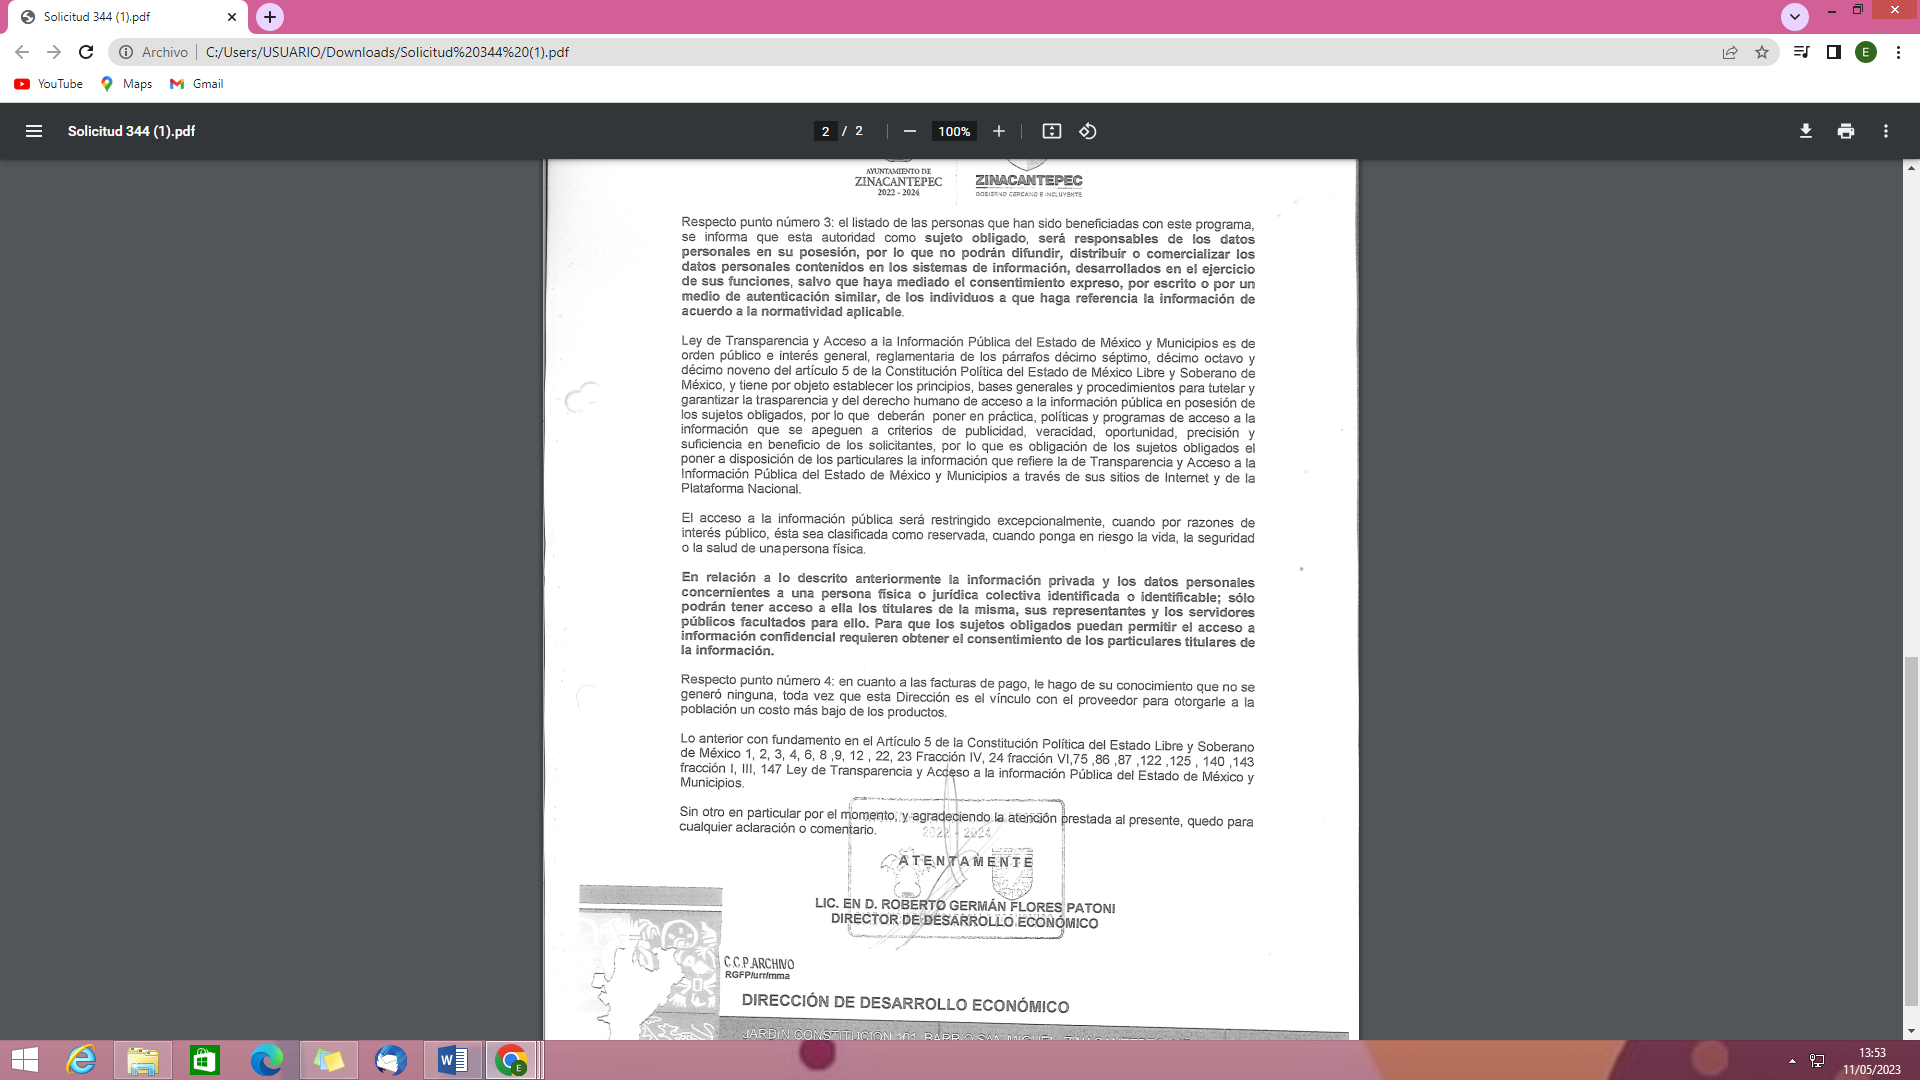 Solicitud 344 (1).pdf
Archivo
C:/Users/USUARIO/Downloads/Solicitud%20344%20(1).pdf
E
YouTube
Maps
Gmail
Solicitud 344 (1).pdf
2 / 2
100%
AYUNTAMIENTO DE
ZINACANTEPEC
2022 - 2024
ZINACANTEPEC
GOBIERNO CERCANO E INCLUYENTE
Respecto punto número 3: el listado de las personas que han sido beneficiadas con este programa,
se informa que esta autoridad como sujeto obligado, será responsables de los datos
personales en su posesión, por lo que no podrán difundir, distribuir o comercializar los
datos personales contenidos en los sistemas de información, desarrollados en el ejercicio
de sus funciones, salvo que haya mediado el consentimiento expreso, por escrito o por un
medio de autenticación similar, de los individuos a que haga referencia la información de
acuerdo a la normatividad aplicable.
Ley de Transparencia y Acceso a la Información Pública del Estado de México y Municipios es de
orden público e interés general, reglamentaria de los párrafos décimo séptimo, décimo octavo y
décimo noveno del artículo 5 de la Constitución Política del Estado de México Libre y Soberano de
México, y tiene por objeto establecer los principios, bases generales y procedimientos para tutelar y
garantizar la trasparencia y del derecho humano de acceso a la información pública en posesión de
los sujetos obligados, por lo que deberán poner en práctica, políticas y programas de acceso a la
información que se apeguen a criterios de publicidad, veracidad, oportunidad, precisión y
suficiencia en beneficio de los solicitantes, por lo que es obligación de los sujetos obligados el
poner a disposición de los particulares la información que refiere la de Transparencia y Acceso a la
Información Pública del Estado de México y Municipios a través de sus sitios de Internet y de la
Plataforma Nacional.
El acceso a la información pública será restringido excepcionalmente, cuando por razones de
interés público, ésta sea clasificada como reservada, cuando ponga en riesgo la vida, la seguridad
o la salud de una persona física.
En relación a lo descrito anteriormente la información privada y los datos personales
concernientes a una persona física o jurídica colectiva identificada o identificable; sólo
podrán tener acceso a ella los titulares de la misma, sus representantes y los servidores
públicos facultados para ello. Para que los sujetos obligados puedan permitir el acceso a
información confidencial requieren obtener el consentimiento de los particulares titulares de
la información.
Respecto punto número 4: en cuanto a las facturas de pago, le hago de su conocimiento que no se
generó ninguna, toda vez que esta Dirección es el vínculo con el proveedor para otorgarle a la
población un costo más bajo de los productos.
Lo anterior con fundamento en el Artículo 5 de la Constitución Política del Estado Libre y Soberano
de México 1, 2, 3, 4, 6, 8 ,9, 12 , 22, 23 Fracción IV, 24 fracción VI,75 ,86 ,87 ,122 ,125 , 140 ,143
fracción I, III, 147 Ley de Transparencia y Acceso a la información Pública del Estado de México y
Municipios.
Sin otro en particular por el momento, y agradeciendo la atención prestada al presente, quedo para
cualquier aclaración o comentario.
2022 - 2024
ATENTAMENTE
LIC. EN D. ROBERTO GERMÁN FLORES PATONI
DIRECTOR DE DESARROLLO ECONÓMICO
C.C.P. ARCHIVO
RGFP/urr/mma
DIRECCIÓN DE DESARROLLO ECONÓMICO
JARDÍN CONSTITUCIÓN 101, BARRIO SAN MIGUEL,
13:53
11/05/2023